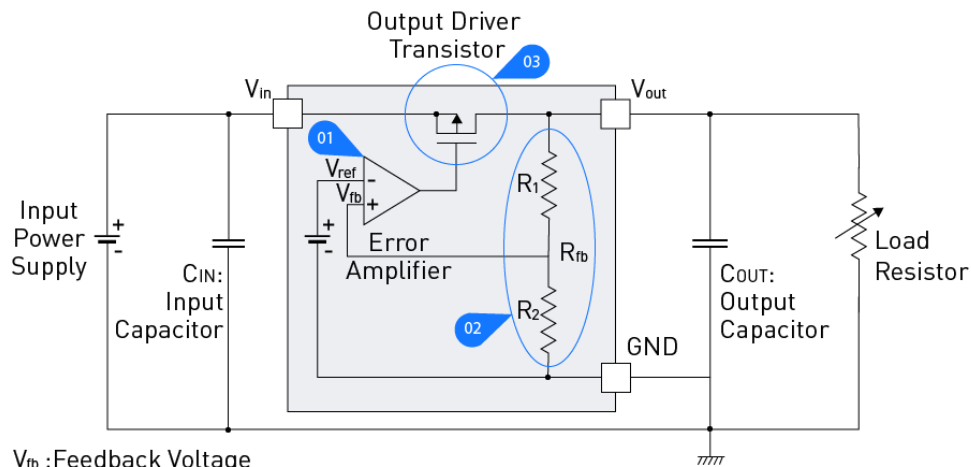 Output Driver
Transistor
03
Vin
Vout
01
Vref
-
Vfb
+
R1
Input
Power
Supply
+
-
+
-
Error
Amplifier
Rfb
Load
Resistor
CIN:
Input
Capacitor
COUT:
Output
Capacitor
R2
02
GND
Vfb :Feedback Voltage